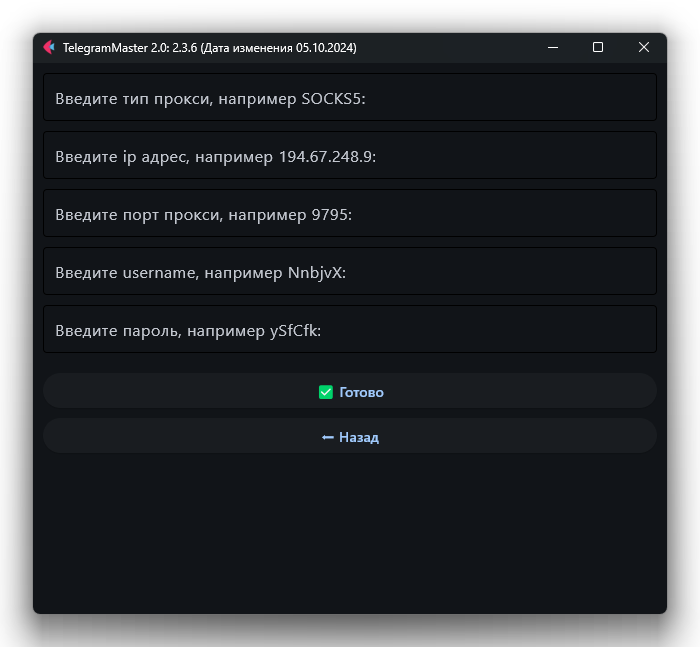 TelegramMaster 2.0: 2.3.6 (Дата изменения 05.10.2024)
Введите тип прокси, например SOCKS5:
Введите ip адрес, например 194.67.248.9:
Введите порт прокси, например 9795:
Введите username, например NnbjvX:
Введите пароль, например ySfCfk:
✅ Готово
← Назад